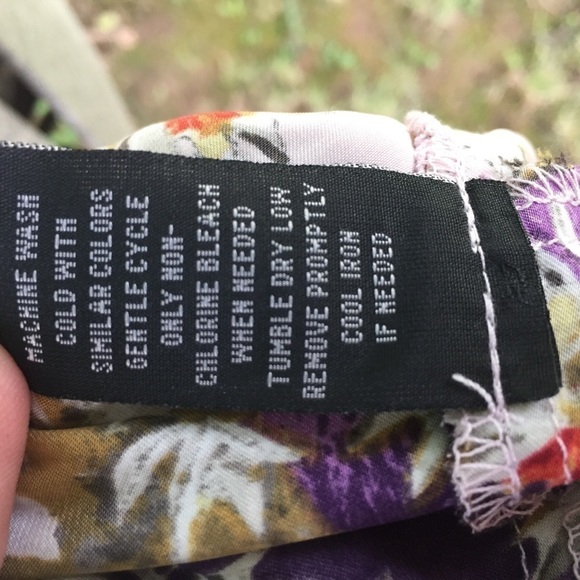 MACHINE WASH
COLD WITH
SIMILAR COLORS
GENTLE CYCLE
ONLY NON-
CHLORINE BLEACH
WHEN NEEDED
TUMBLE DRY LOW
REMOVE PROMPTLY
COOL IRON
IF NEEDED